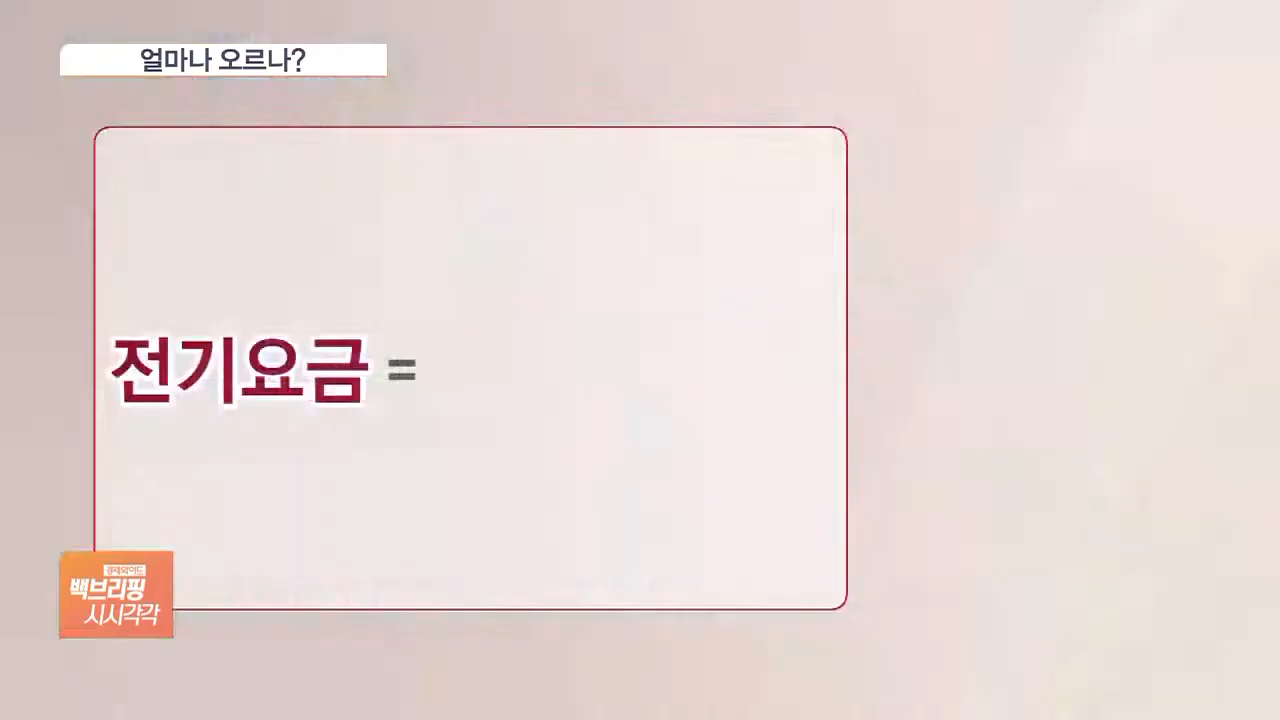 얼마나 오르나?
전기요금 =
경제와이드
백브리핑
시시각각